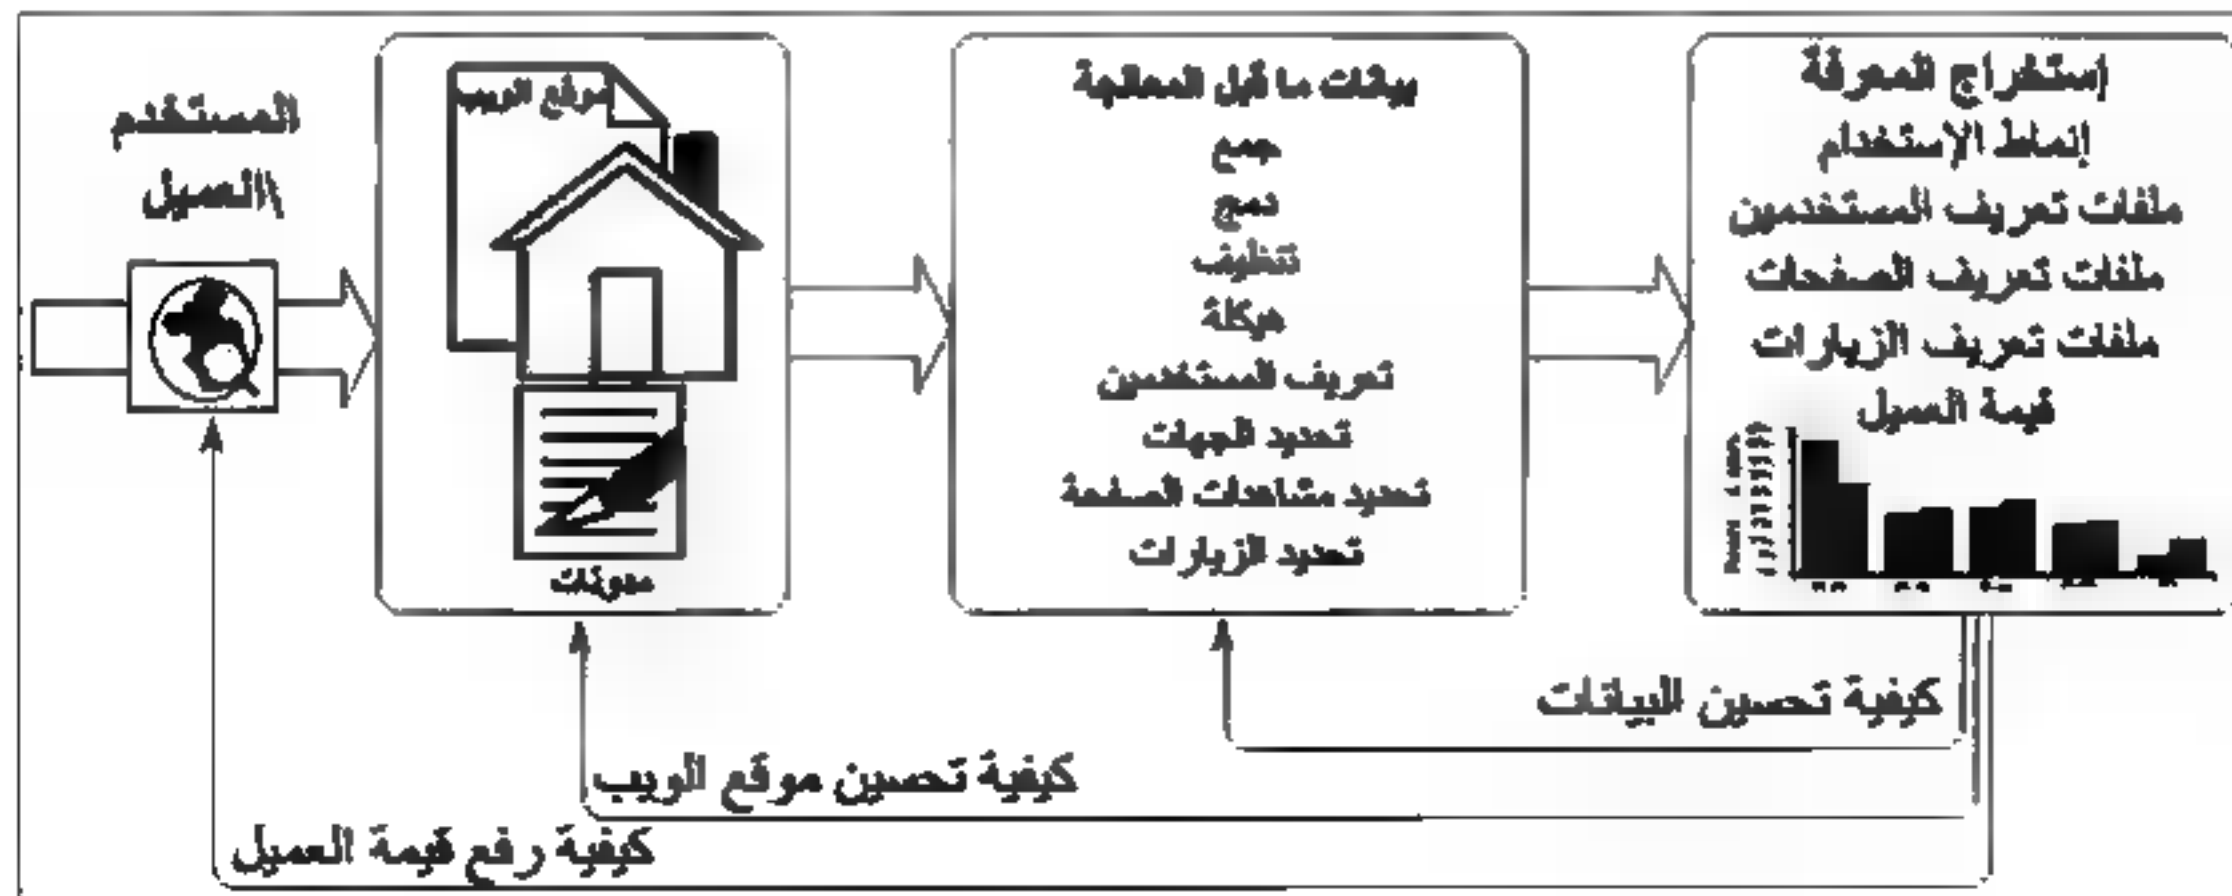 المستخدم
\العميل
موقع الويب
مدونات
بيانات ما قبل المعالجة
جمع
دمج
تنظيف
هيكلة
تعريف المستخدمين
تحديد الجهات
تحديد مشاهدات الصفحة
تحديد الزيارات
إستخراج المعرفة
إنماط الإستخدام
ملفات تعريف المستخدمين
ملفات تعريف الصفحات
ملفات تعريف الزيارات
قيمة العميل
كيفية تحسين البيانات
كيفية تحسين موقع الويب
كيفية رفع قيمة العميل